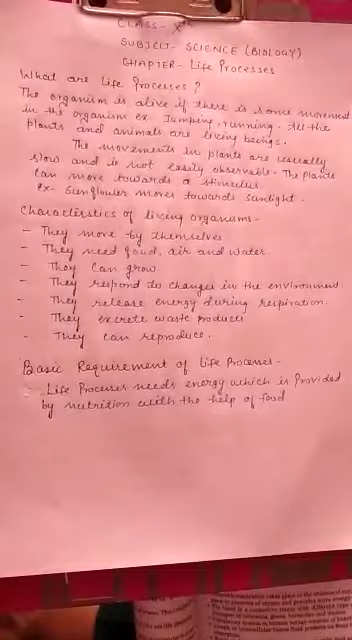 CLASS- Xth
SUBJECT- SCIENCE (BIOLOGY)
CHAPTER- Life Processes
What are Life Processes?
The organism is alive if there is some movement
in the organism ex Jumping, running. All the
plants and animals are living beings.
The movements in plants are usually
slow and is not easily observable. The plants
can move towards a stimulus.
ex- Sunflower moves towards sunlight.
Characteristics of living organisms-
- They move by themselves
- They need food, air and water.
- They can grow
- They respond to changes in the environment.
- They release energy during respiration.
- They excrete waste products
- They can reproduce.
Basic Requirement of Life Processes-
Life Processes needs energy which is Provided
by nutrition with the help of food